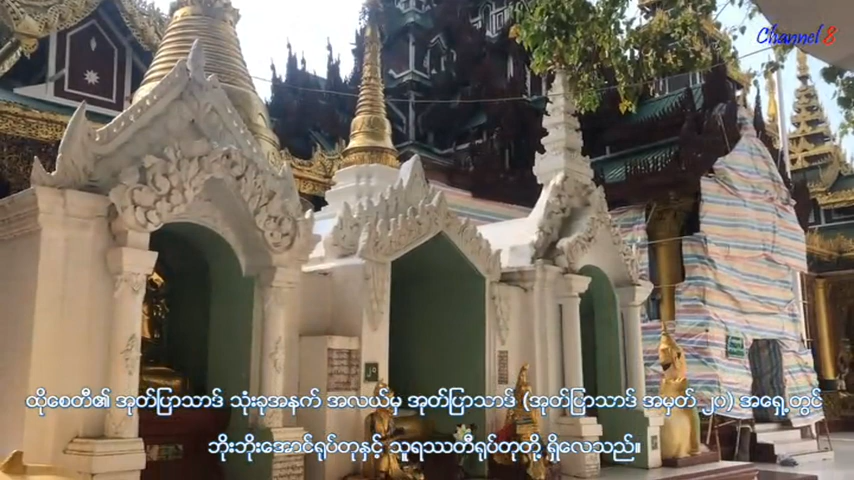 Channel 8
၂၀
ထိုစေတီ၏ အုတ်ပြာသာဒ် သုံးခုအနက် အလယ်မှ အုတ်ပြာသာဒ် (အုတ်ပြာသာဒ် အမှတ် ၂၀) အရှေ့တွင်
ဘိုးဘိုးအောင်ရုပ်တုနှင့် သူရဿတီရုပ်တုတို့ ရှိလေသည်။